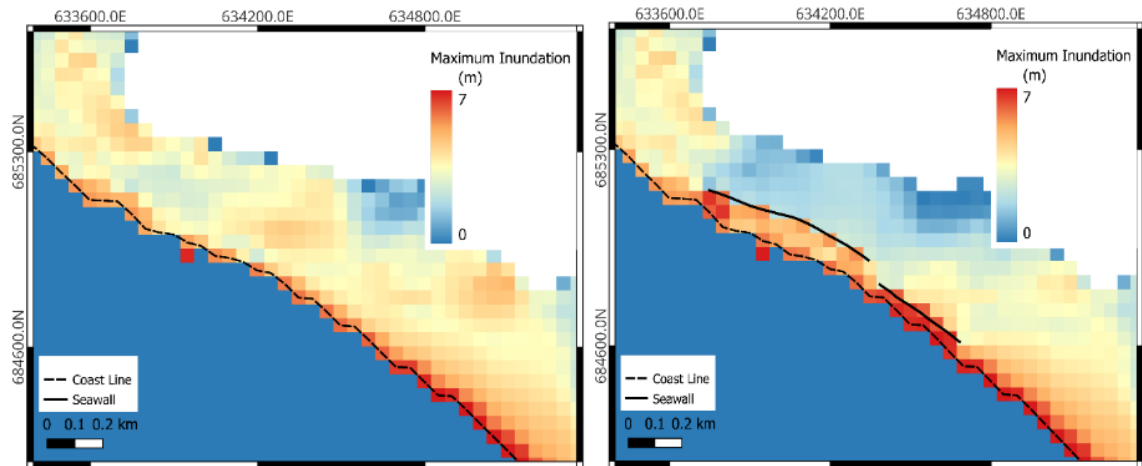 633600.0E 634200.0E 634800.0E
Maximum Inundation
(m)
7
0
685300.0N
684600.0N
Coast Line
Seawall
0 0.1 0.2 km
633600.0E 634200.0E 634800.0E
Maximum Inundation
(m)
7
0
685300.0N
684600.0N
Coast Line
Seawall
0 0.1 0.2 km